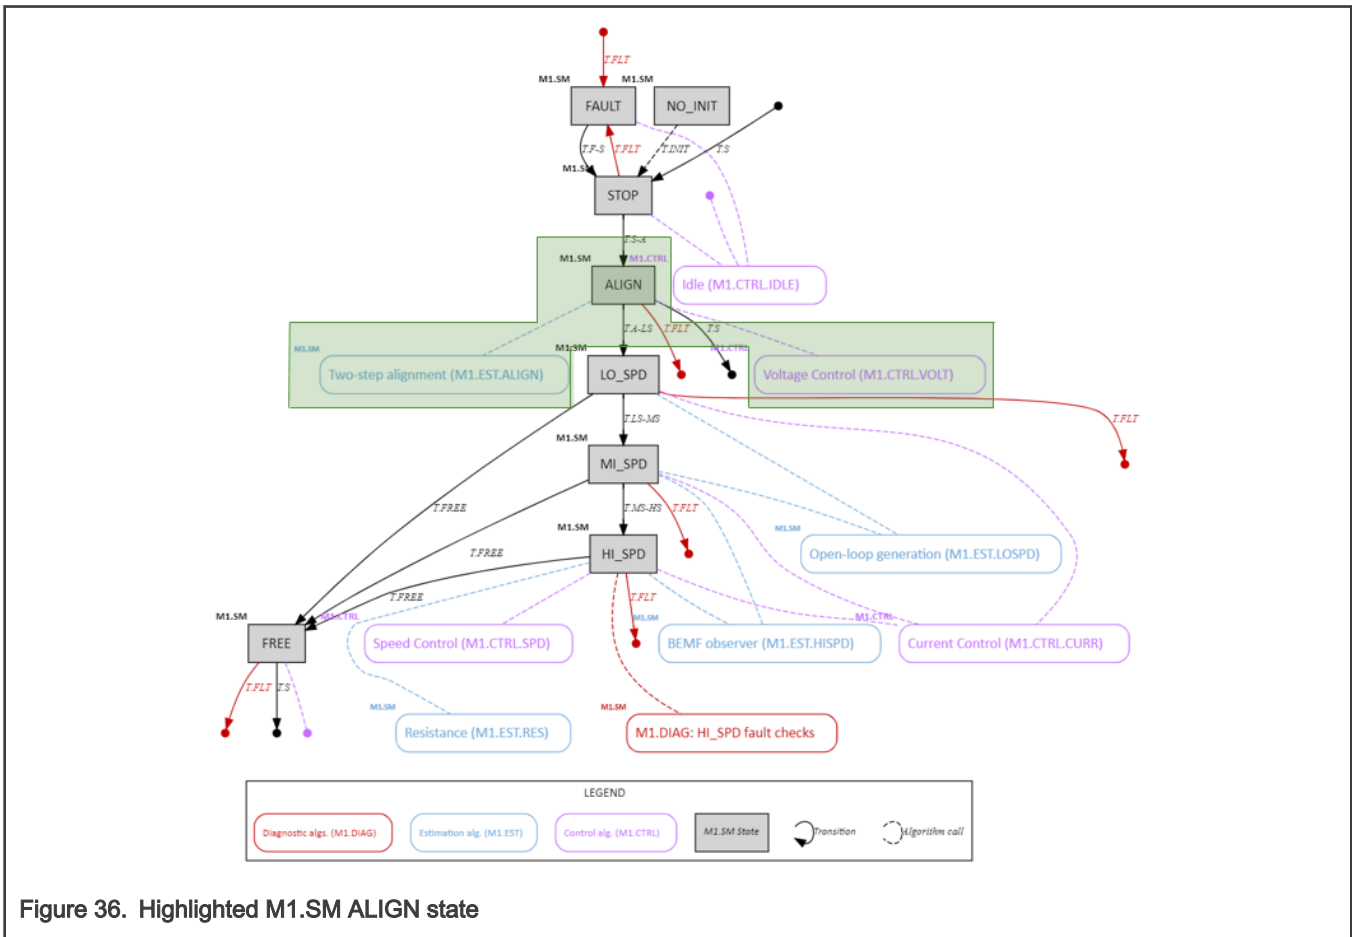 T.FLT
M1.SM
M1.SM
FAULT
NO_INIT
T.F-S
T.FLT
T.INIT
T.S
STOP
T.S-A
M1.SM
M1.CTRL
ALIGN
Idle (M1.CTRL.IDLE)
T.A-LS
T.FLT
T.S
M1.SM
M1.SM
M1.CTRL
Two-step alignment (M1.EST.ALIGN)
LO_SPD
Voltage Control (M1.CTRL.VOLT)
T.LS-MS
T.FLT
M1.SM
MI_SPD
T.FREE
T.MS-HS
T.FLT
M1.SM
M1.SM
T.FREE
HI_SPD
Open-loop generation (M1.EST.LOSPD)
T.FREE
T.FLT
M1.SM
M1.CTRL
M1.SM
M1.CTRL
FREE
Speed Control (M1.CTRL.SPD)
BEMF observer (M1.EST.HISPD)
Current Control (M1.CTRL.CURR)
T.FLT
T.S
M1.SM
M1.SM
Resistance (M1.EST.RES)
M1.DIAG: HI_SPD fault checks
LEGEND
Diagnostic algs. (M1.DIAG)
Estimation alg. (M1.EST)
Control alg. (M1.CTRL)
M1.SM State
Transition
Algorithm call
Figure 36. Highlighted M1.SM ALIGN state